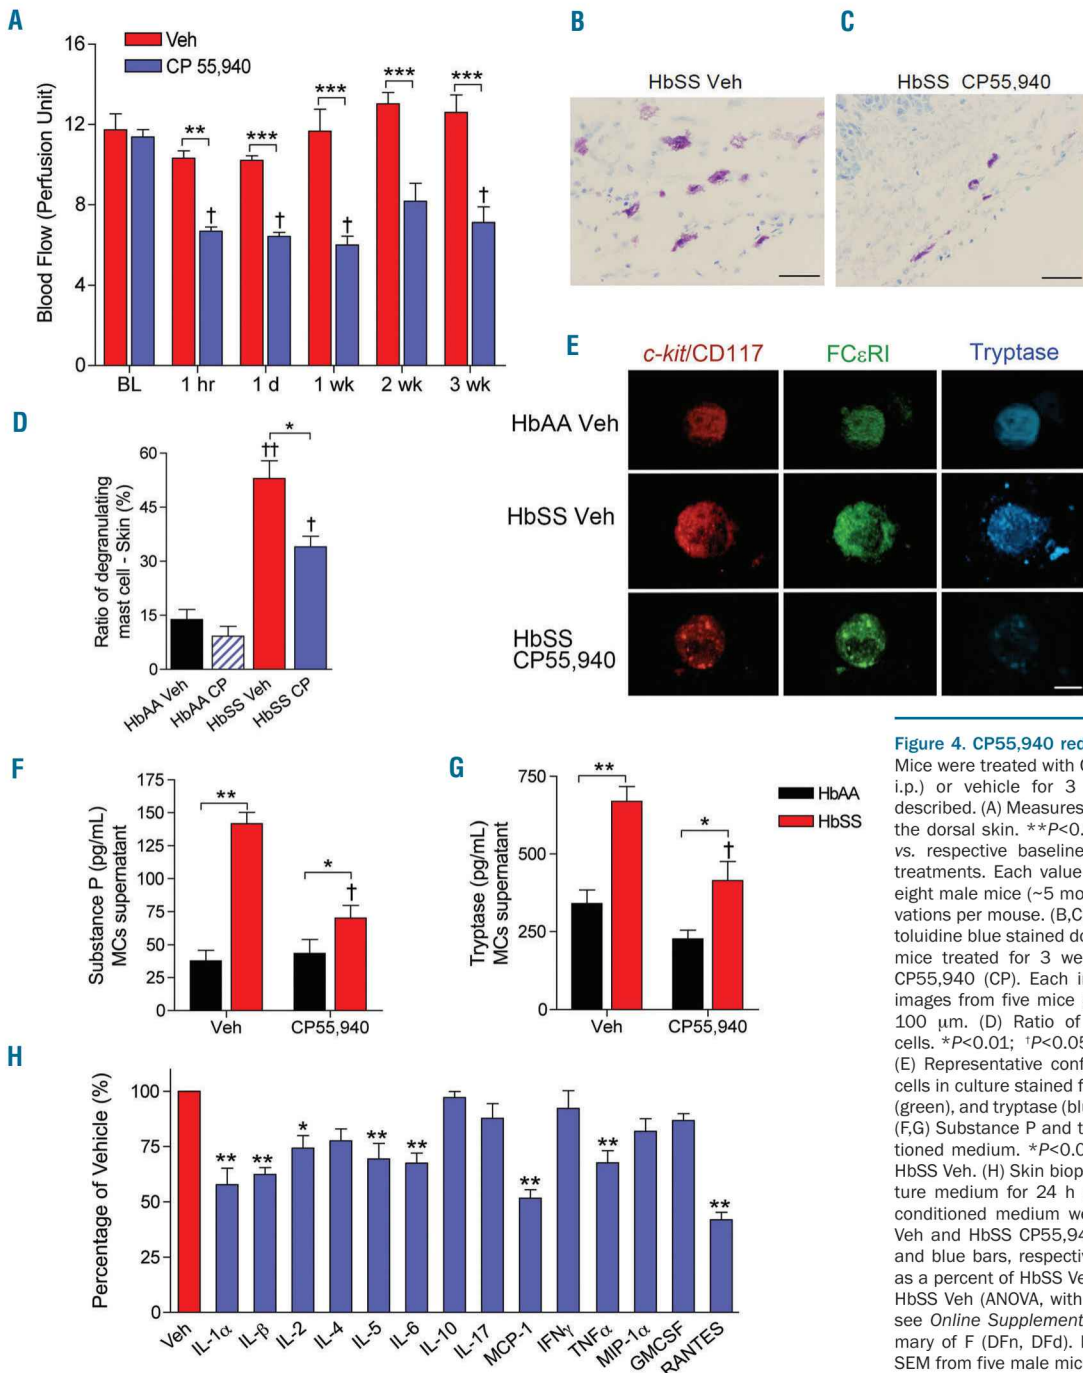 A
Veh
CP 55,940
Blood Flow (Perfusion Unit)
16
12
8
4
0
** *** *** *** ***
† † † †
BL 1 hr 1 d 1 wk 2 wk 3 wk
B
HbSS Veh
C
HbSS CP55,940
D
Ratio of degranulating
mast cell - Skin (%)
60
45
30
15
0
*
††
†
HbAA Veh HbAA CP HbSS Veh HbSS CP
E
c-kit/CD117 FCεRI Tryptase
HbAA Veh
HbSS Veh
HbSS
CP55,940
F
Substance P (pg/mL)
MCs supernatant
175
150
125
100
75
50
25
0
**
*
†
Veh CP55,940
G
Tryptase (pg/mL)
MCs supernatant
750
500
250
0
**
*
†
Veh CP55,940
HbAA
HbSS
H
Percentage of Vehicle (%)
100
75
50
25
0
** ** * ** ** ** ** **
Veh IL-1α IL-β IL-2 IL-4 IL-5 IL-6 IL-10 IL-17 MCP-1 IFNγ TNFα MIP-1α GMCSF RANTES
Figure 4. CP55,940 red
Mice were treated with C
i.p.) or vehicle for 3
described. (A) Measures
the dorsal skin. **P<0.
vs. respective baseline
treatments. Each value
eight male mice (~5 mo
vations per mouse. (B,C
toluidine blue stained do
mice treated for 3 we
CP55,940 (CP). Each i
images from five mice
100 μm. (D) Ratio of
cells. *P<0.01; †P<0.05
(E) Representative conf
cells in culture stained f
(green), and tryptase (blu
(F,G) Substance P and t
tioned medium. *P<0.0
HbSS Veh. (H) Skin biop
ture medium for 24 h
conditioned medium we
Veh and HbSS CP55,94
and blue bars, respectiv
as a percent of HbSS Ve
HbSS Veh (ANOVA, with
see Online Supplement
mary of F (DFn, DFd). 
SEM from five male mic